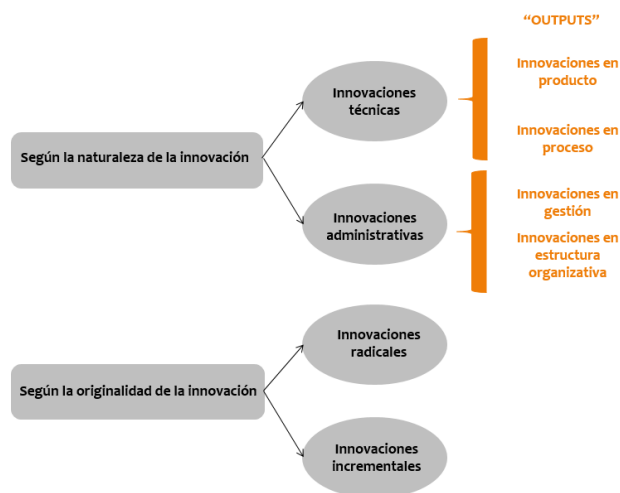 “OUTPUTS”
Innovaciones
técnicas
Innovaciones en
producto
Innovaciones en
proceso
Según la naturaleza de la innovación
Innovaciones
administrativas
Innovaciones en
gestión
Innovaciones en
estructura
organizativa
Innovaciones
radicales
Según la originalidad de la innovación
Innovaciones
incrementales